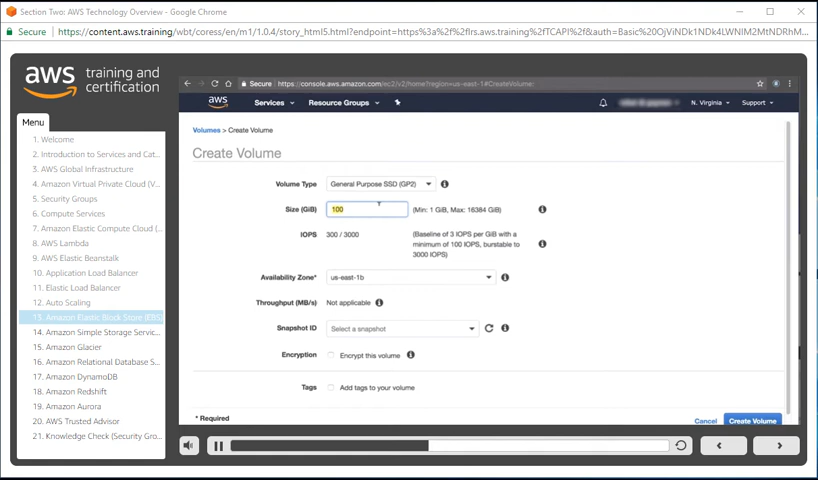 Section Two: AWS Technology Overview - Google Chrome
Secure https://content.aws.training/wbt/coress/en/m1/1.0.4/story_html5.html?endpoint=https%3a%2f%2flrs.aws.training%2fTCAPI%2f&auth=Basic%20OjViNDk1NDk4LWNlM2MtNDRhM...
aws training and certification
Menu
1. Welcome
2. Introduction to Services and Cat...
3. AWS Global Infrastructure
4. Amazon Virtual Private Cloud (V...
5. Security Groups
6. Compute Services
7. Amazon Elastic Compute Cloud (...
8. AWS Lambda
9. AWS Elastic Beanstalk
10. Application Load Balancer
11. Elastic Load Balancer
12. Auto Scaling
13. Amazon Elastic Block Store (EBS)
14. Amazon Simple Storage Servic...
15. Amazon Glacier
16. Amazon Relational Database S...
17. Amazon DynamoDB
18. Amazon Redshift
19. Amazon Aurora
20. AWS Trusted Advisor
21. Knowledge Check (Security Gro...
Secure https://console.aws.amazon.com/ec2/v2/home?region=us-east-1#CreateVolume:
aws Services Resource Groups N. Virginia Support
Volumes > Create Volume
Create Volume
Volume Type General Purpose SSD (GP2)
Size (GiB) 100 (Min: 1 GiB, Max: 16384 GiB)
IOPS 300 / 3000 (Baseline of 3 IOPS per GiB with a
minimum of 100 IOPS, burstable to
3000 IOPS)
Availability Zone* us-east-1b
Throughput (MB/s) Not applicable
Snapshot ID Select a snapshot
Encryption Encrypt this volume
Tags Add tags to your volume
* Required Cancel Create Volume